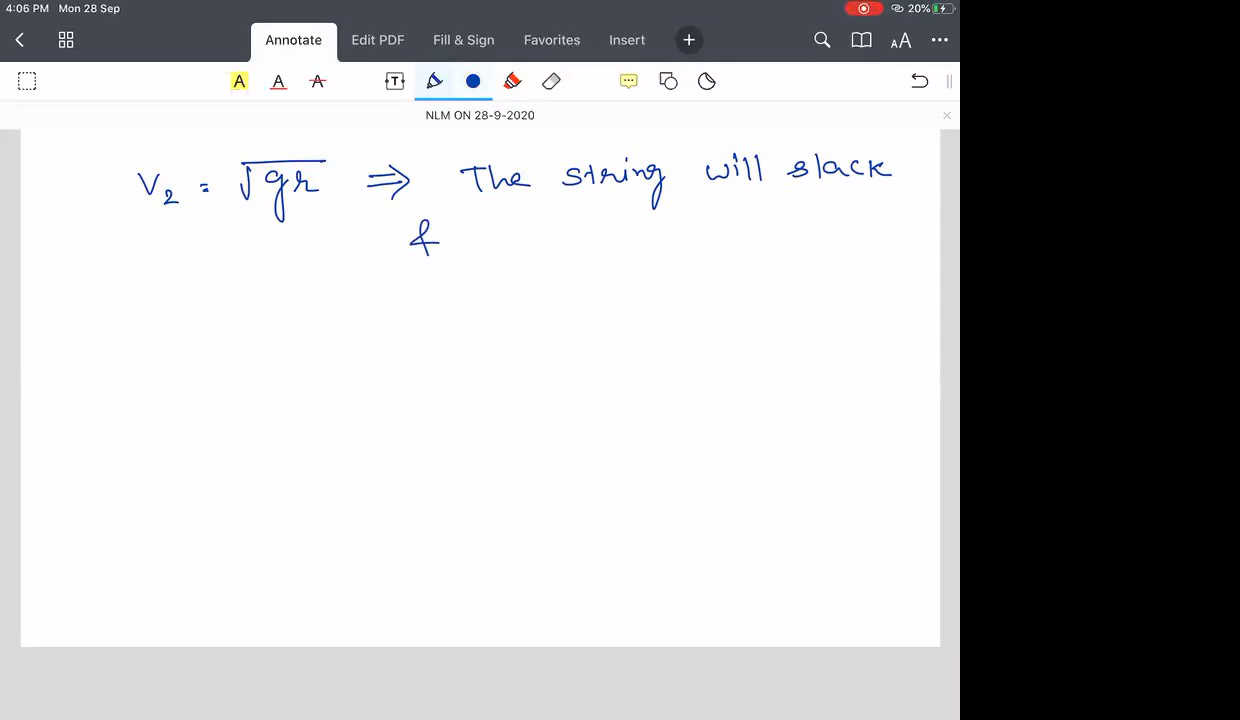 4:06 PM Mon 28 Sep 20%
Annotate Edit PDF Fill & Sign Favorites Insert + AA
A A A T
NLM ON 28-9-2020
V₂ = √gr ⇒ The string will slack
&